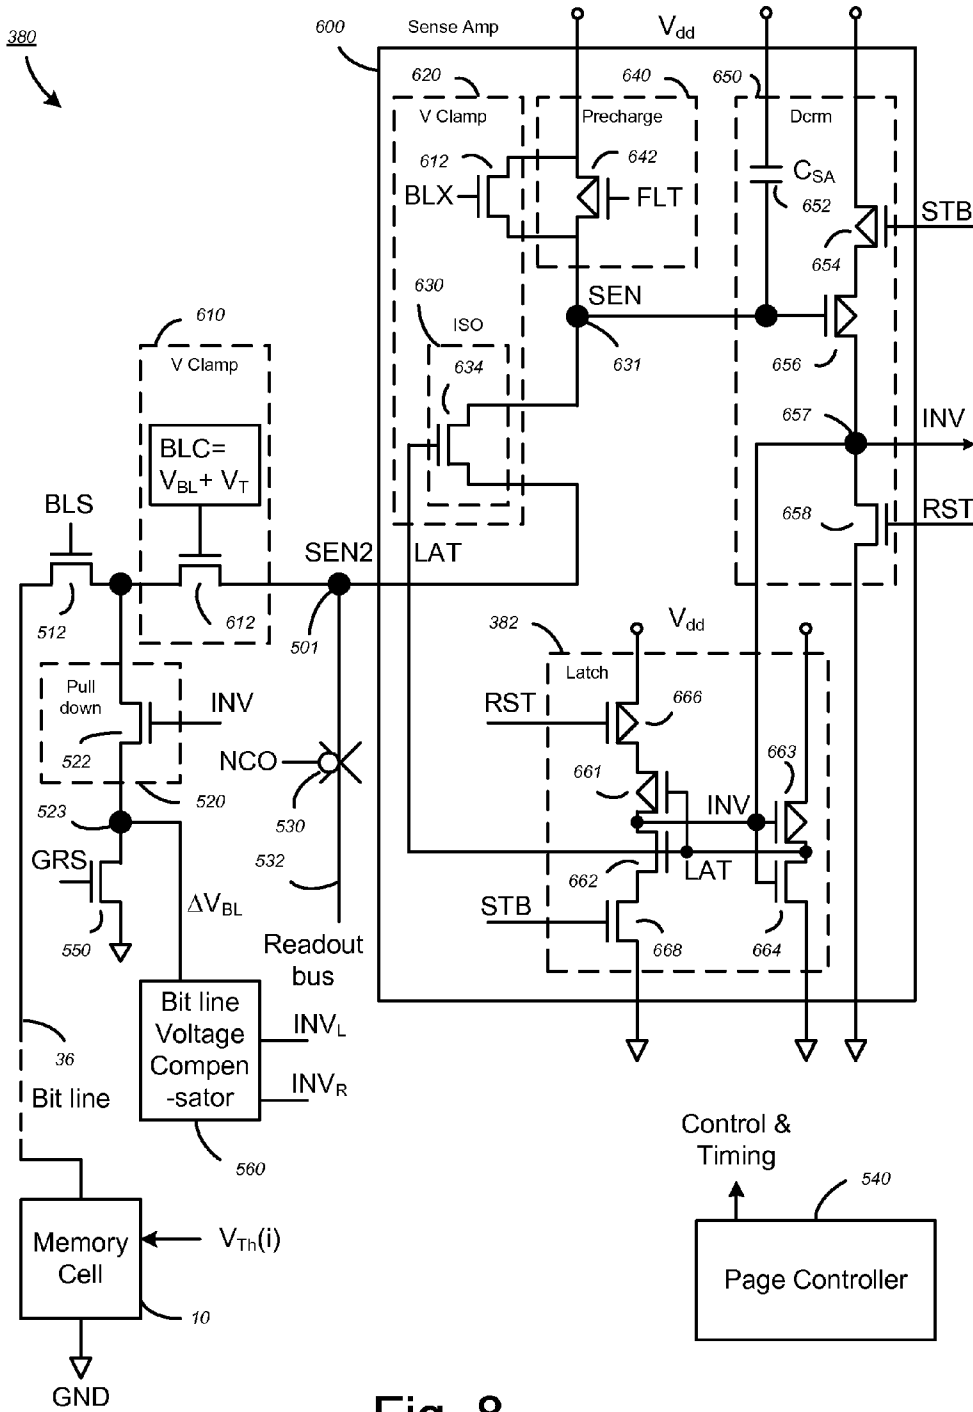 380
600
Sense Amp
Vdd
620
640
650
V Clamp
Precharge
Dcrm
612
642
CSA
BLX
FLT
652
STB
654
630
SEN
610
ISO
V Clamp
634
631
656
657
INV
BLC=
VBL + VT
BLS
658
RST
SEN2
LAT
512
612
501
382
Vdd
Latch
Pull
down
INV
RST
666
522
NCO
661
663
520
INV
523
530
GRS
532
662
LAT
ΔVBL
STB
550
668
664
Readout
bus
Bit line
Voltage
Compen
-sator
INVL
36
INVR
Bit line
Control &
Timing
560
540
Memory
Cell
VTh(i)
Page Controller
10
GND
Fig. 8